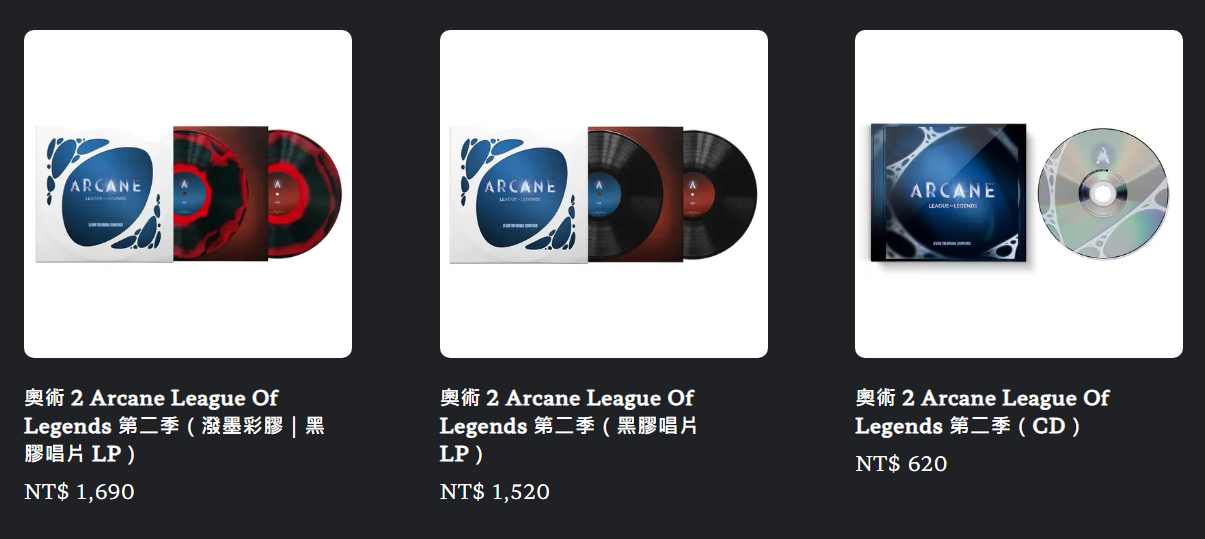 ARCANE
LEAGUE OF LEGENDS
ARCANE
LEAGUE OF LEGENDS
ARCANE
LEAGUE OF LEGENDS
奧術 2 Arcane League Of
Legends 第二季（潑墨彩膠｜黑
膠唱片 LP）
NT$ 1,690
奧術 2 Arcane League Of
Legends 第二季（黑膠唱片
LP）
NT$ 1,520
奧術 2 Arcane League Of
Legends 第二季（CD）
NT$ 620